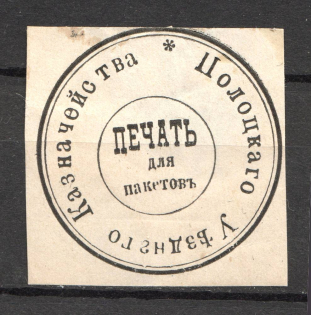 * Полоцкаго Уѣзднаго Казначейства
ПЕЧАТЬ
для
пакетовъ